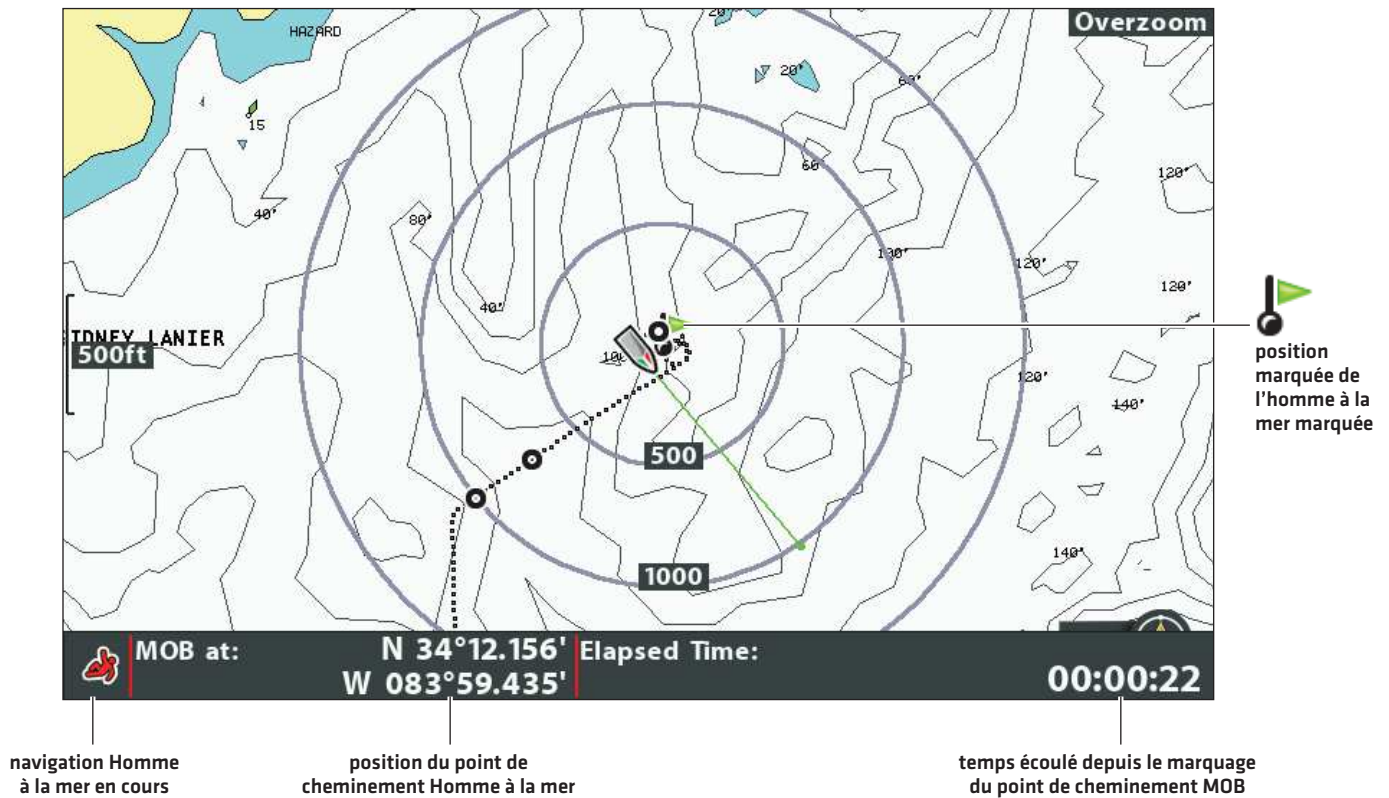 Overzoom
HAZARD
20'
20'
60'
15
60'
120'
40'
80'
100'
120'
120'
40'
SIDNEY LANIER
500ft
position
marquée de
l'homme à la
mer marquée
120'
140'
500
140'
1000
MOB at:
N 34°12.156'
W 083°59.435'
Elapsed Time:
00:00:22
navigation Homme
à la mer en cours
position du point de
cheminement Homme à la mer
temps écoulé depuis le marquage
du point de cheminement MOB